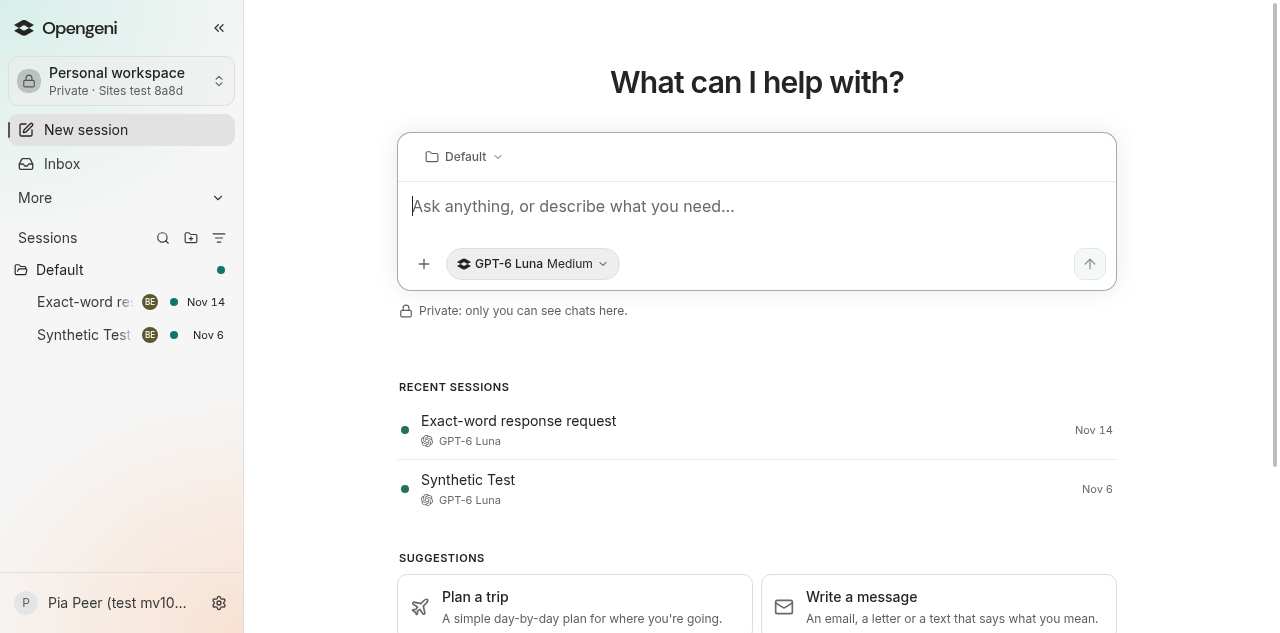 Opengeni
Personal workspace
Private · Sites test 8a8d
New session
Inbox
More
Sessions
Default
Exact-word res BE Nov 14
Synthetic Test BE Nov 6
P Pia Peer (test mv10...
What can I help with?
Default
Ask anything, or describe what you need...
GPT-6 Luna Medium
Private: only you can see chats here.
RECENT SESSIONS
Exact-word response request
GPT-6 Luna
Nov 14
Synthetic Test
GPT-6 Luna
Nov 6
SUGGESTIONS
Plan a trip
A simple day-by-day plan for where you're going.
Write a message
An email, a letter or a text that says what you mean.